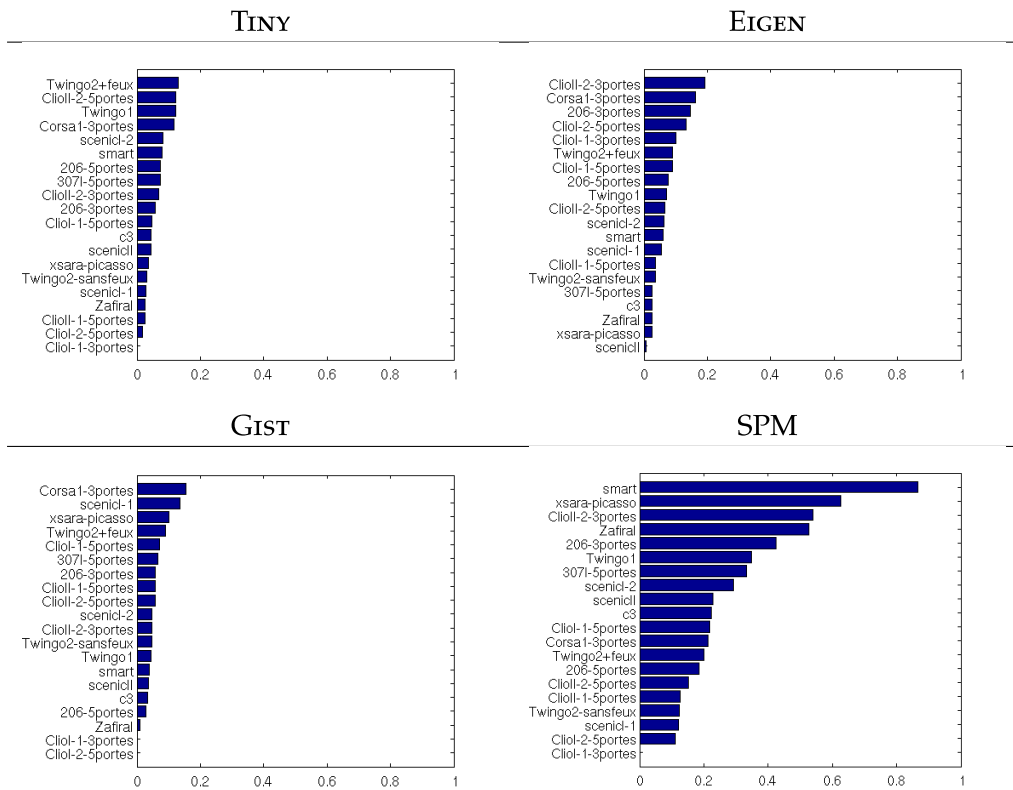 TINY
Twingo2+feux
ClioII-2-5portes
Twingo1
Corsa1-3portes
scenicI-2
smart
206-5portes
307I-5portes
ClioII-2-3portes
206-3portes
ClioI-1-5portes
c3
scenicII
xsara-picasso
Twingo2-sansfeux
scenicI-1
ZafiraI
ClioII-1-5portes
ClioI-2-5portes
ClioI-1-3portes
0 0.2 0.4 0.6 0.8 1
EIGEN
ClioII-2-3portes
Corsa1-3portes
206-3portes
ClioI-2-5portes
ClioI-1-3portes
Twingo2+feux
ClioI-1-5portes
206-5portes
Twingo1
ClioII-2-5portes
scenicI-2
smart
scenicI-1
ClioII-1-5portes
Twingo2-sansfeux
307I-5portes
c3
ZafiraI
xsara-picasso
scenicII
0 0.2 0.4 0.6 0.8 1
GIST
Corsa1-3portes
scenicI-1
xsara-picasso
Twingo2+feux
ClioI-1-5portes
307I-5portes
206-3portes
ClioII-1-5portes
ClioII-2-5portes
scenicI-2
ClioII-2-3portes
Twingo2-sansfeux
Twingo1
smart
scenicII
c3
206-5portes
ZafiraI
ClioI-1-3portes
ClioI-2-5portes
0 0.2 0.4 0.6 0.8 1
SPM
smart
xsara-picasso
ClioII-2-3portes
ZafiraI
206-3portes
Twingo1
307I-5portes
scenicI-2
scenicII
c3
ClioI-1-5portes
Corsa1-3portes
Twingo2+feux
206-5portes
ClioII-2-5portes
ClioII-1-5portes
Twingo2-sansfeux
scenicI-1
ClioI-2-5portes
ClioI-1-3portes
0 0.2 0.4 0.6 0.8 1